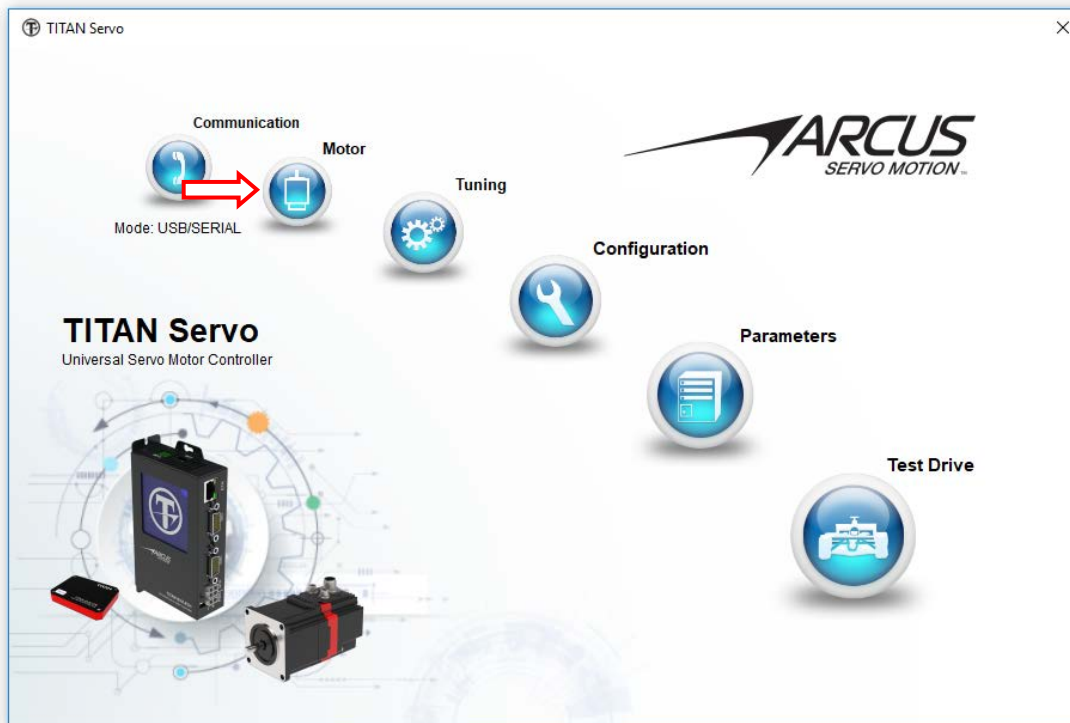 TITAN Servo
Communication
Motor
Mode: USB/SERIAL
Tuning
ARCUS
SERVO MOTION
Configuration
TITAN Servo
Universal Servo Motor Controller
Parameters
Test Drive
ARCUS